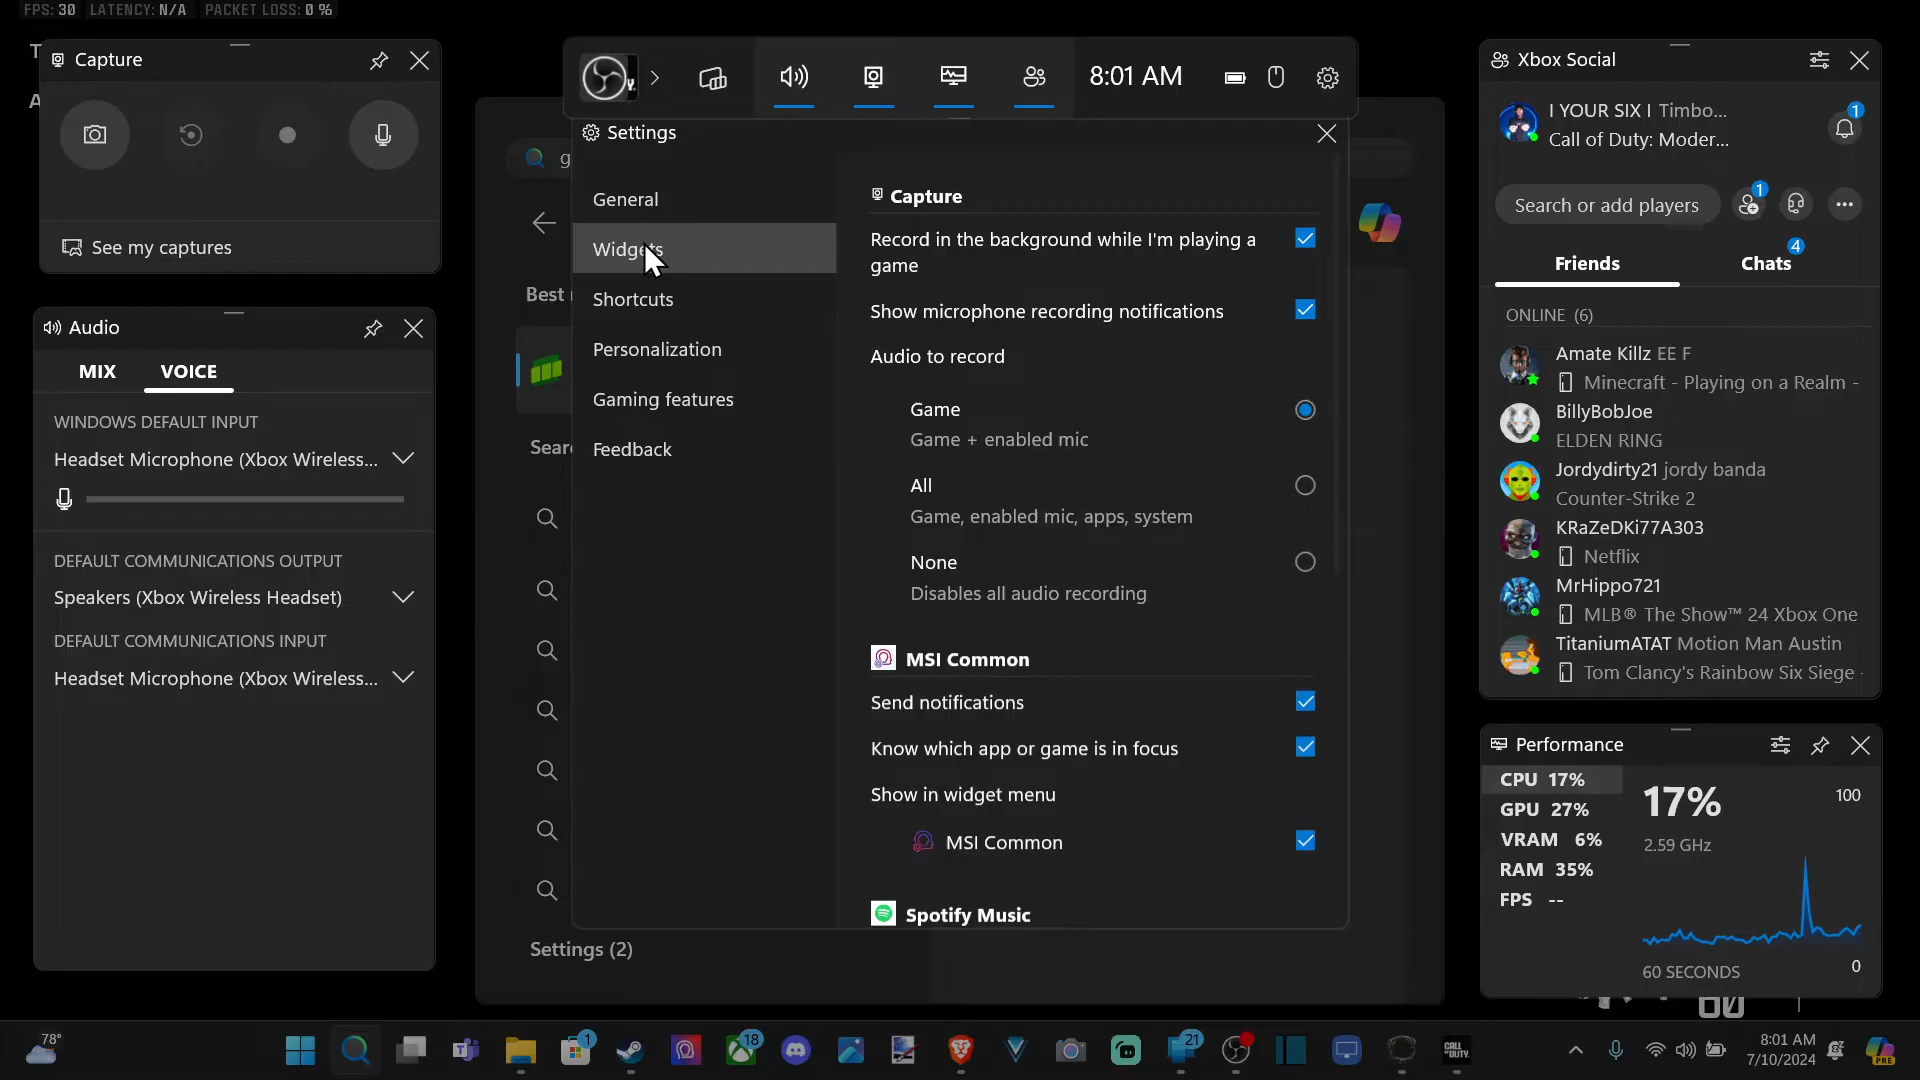 FPS: 30 LATENCY: N/A PACKET LOSS: 0 %
Capture
See my captures
Audio
MIX VOICE
WINDOWS DEFAULT INPUT
Headset Microphone (Xbox Wireless...
DEFAULT COMMUNICATIONS OUTPUT
Speakers (Xbox Wireless Headset)
DEFAULT COMMUNICATIONS INPUT
Headset Microphone (Xbox Wireless...
8:01 AM
Settings
General
Widgets
Shortcuts
Personalization
Gaming features
Feedback
Capture
Record in the background while I'm playing a
game
Show microphone recording notifications
Audio to record
Game
Game + enabled mic
All
Game, enabled mic, apps, system
None
Disables all audio recording
MSI Common
Send notifications
Know which app or game is in focus
Show in widget menu
MSI Common
Spotify Music
g
Best
Sear
Settings (2)
Xbox Social
I YOUR SIX I Timbo...
Call of Duty: Moder...
1
Search or add players
1
Friends
Chats
4
ONLINE (6)
Amate Killz EE F
Minecraft - Playing on a Realm -
BillyBobJoe
ELDEN RING
Jordydirty21 jordy banda
Counter-Strike 2
KRaZeDKi77A303
Netflix
MrHippo721
MLB® The Show™ 24 Xbox One
TitaniumATAT Motion Man Austin
Tom Clancy's Rainbow Six Siege
Performance
CPU 17%
GPU 27%
VRAM 6%
RAM 35%
FPS --
17%
2.59 GHz
100
60 SECONDS
0
78°
1
18
21
CALL OF DUTY
8:01 AM
7/10/2024
PRE